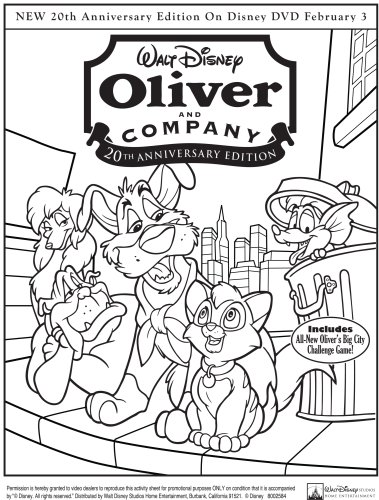 NEW 20th Anniversary Edition On Disney DVD February 3
WALT DISNEY
Oliver
AND
COMPANY
20TH ANNIVERSARY EDITION
Includes
All-New Oliver's Big City
Challenge Game!
Permission is hereby granted to video dealers to reproduce this activity sheet for promotional purposes ONLY on condition that it is accompanied
by "© Disney. All rights reserved." Distributed by Walt Disney Studios Home Entertainment, Burbank, California 91521. © Disney 8002584
WALT DISNEY STUDIOS
HOME ENTERTAINMENT